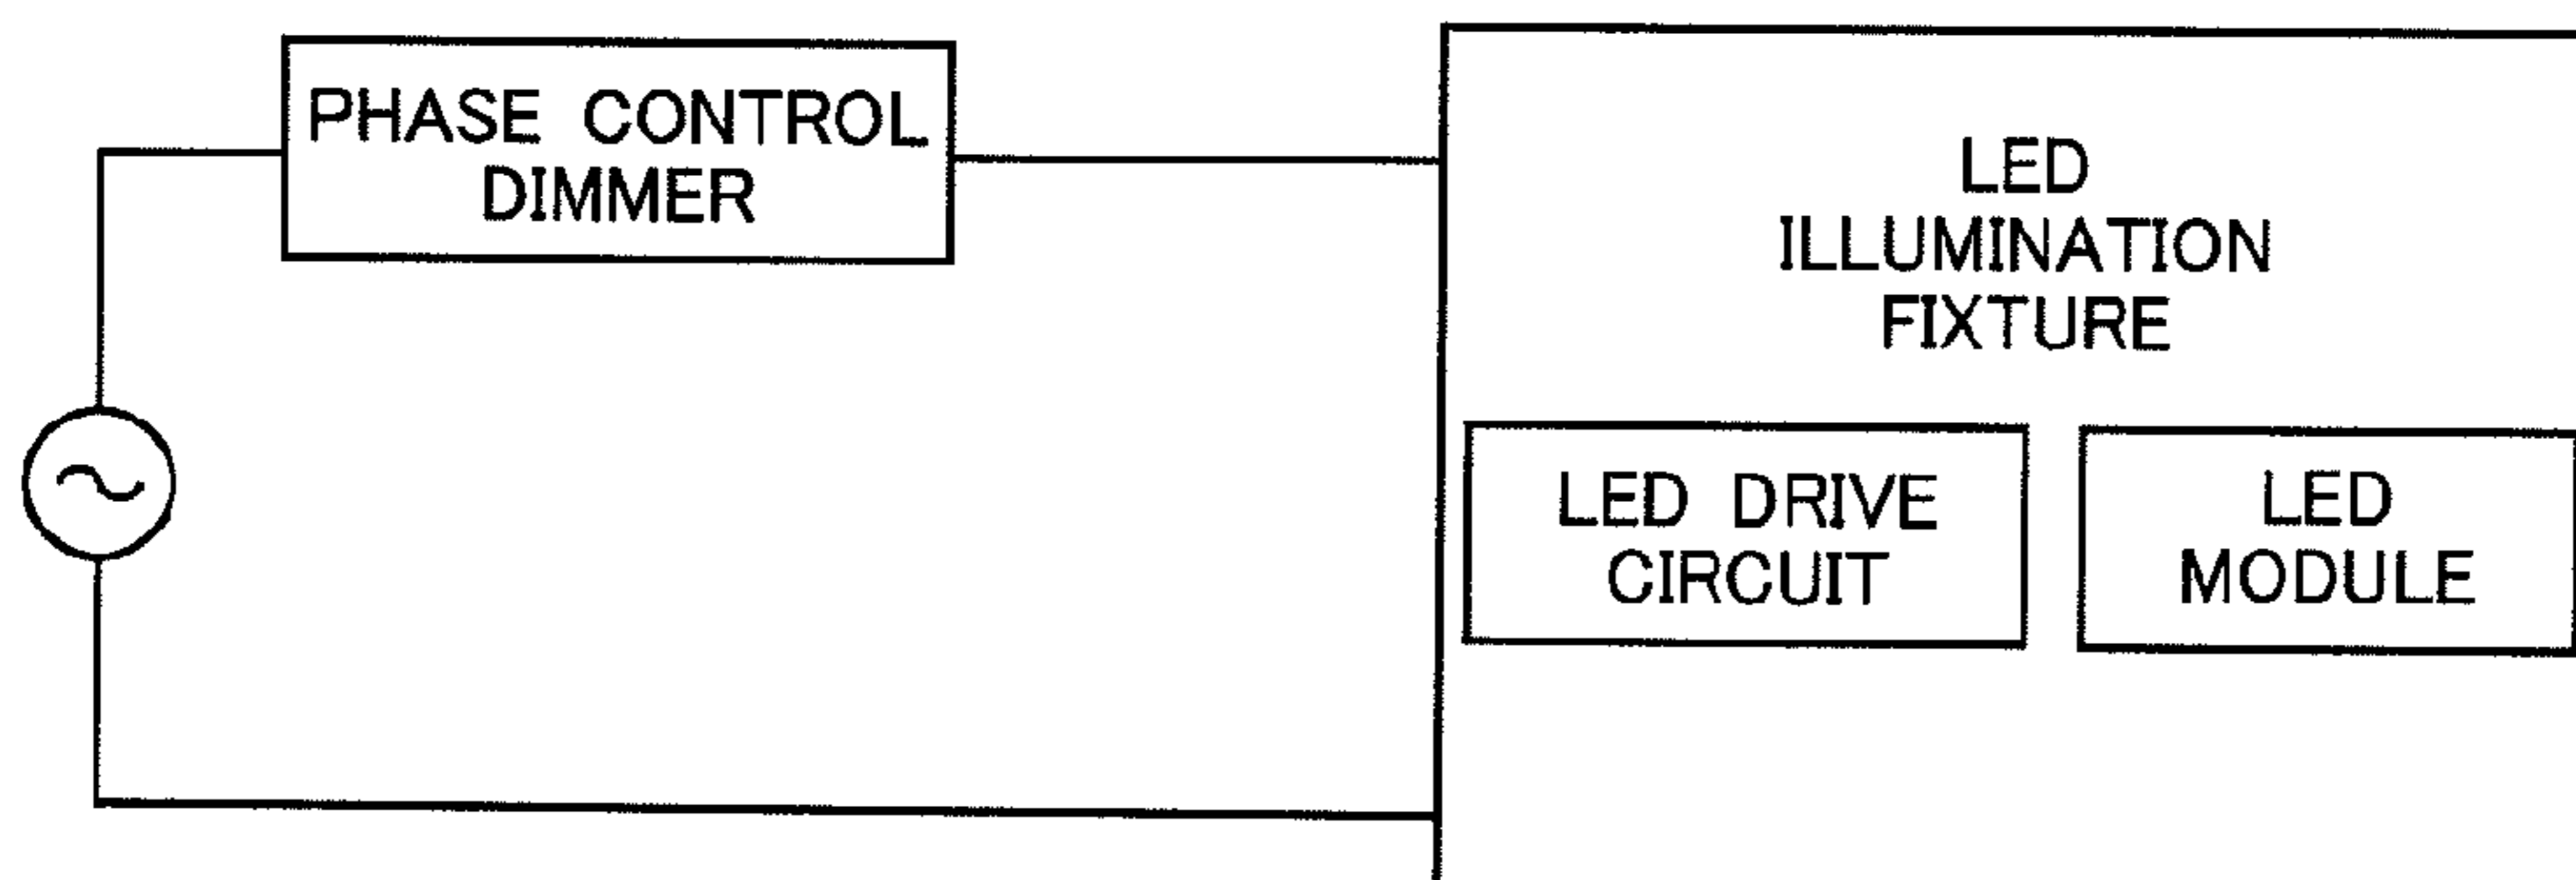 PHASE CONTROL
DIMMER
LED
ILLUMINATION
FIXTURE
LED DRIVE
CIRCUIT
LED
MODULE